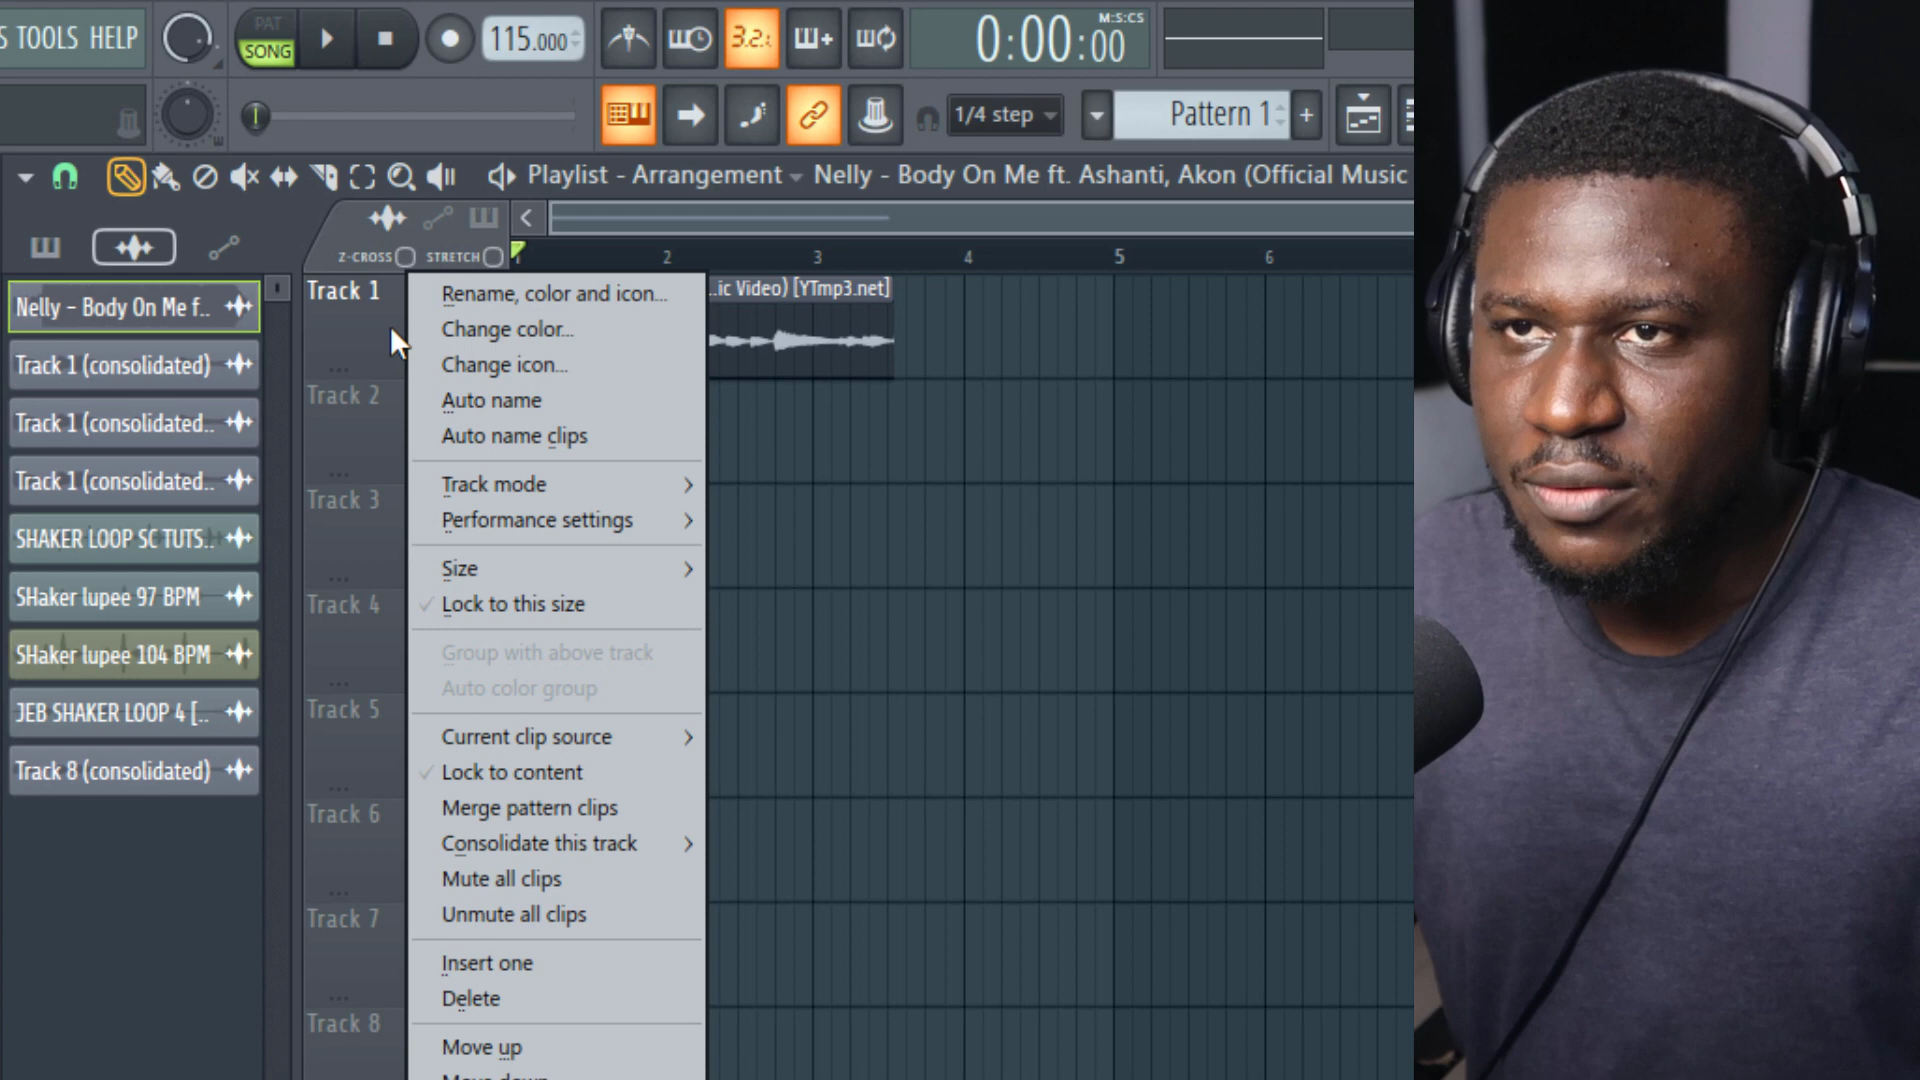 S TOOLS HELP
PAT
SONG
115.000
3.2.
M:S:CS
0:00:00
1/4 step
Pattern 1
Playlist - Arrangement
Nelly - Body On Me ft. Ashanti, Akon (Official Music
Z-CROSS
STRETCH
1
2
3
4
5
6
Nelly - Body On Me f..
Track 1 (consolidated)
Track 1 (consolidated..
Track 1 (consolidated..
SHAKER LOOP SC TUTS..
SHaker lupee 97 BPM
SHaker lupee 104 BPM
JEB SHAKER LOOP 4 [..
Track 8 (consolidated)
Track 1
Track 2
Track 3
Track 4
Track 5
Track 6
Track 7
Track 8
..ic Video) [YTmp3.net]
Rename, color and icon...
Change color...
Change icon...
Auto name
Auto name clips
Track mode
Performance settings
Size
Lock to this size
Group with above track
Auto color group
Current clip source
Lock to content
Merge pattern clips
Consolidate this track
Mute all clips
Unmute all clips
Insert one
Delete
Move up
Move down